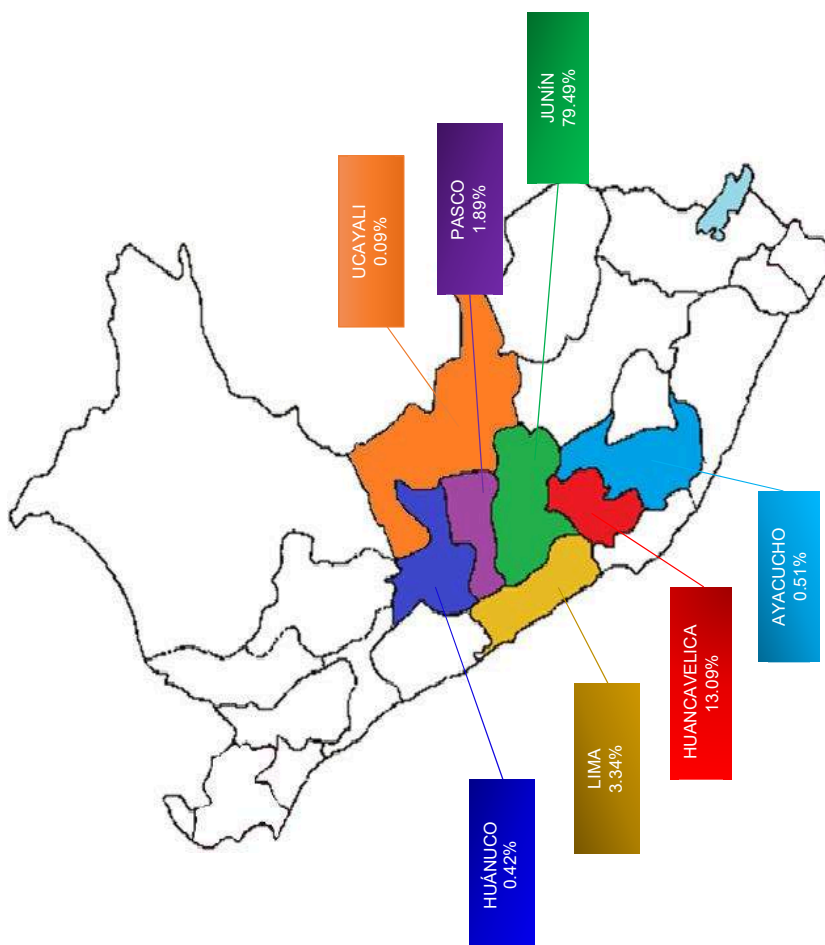 UCAYALI
0.09%
PASCO
1.89%
JUNÍN
79.49%
HUÁNUCO
0.42%
LIMA
3.34%
HUANCAVELICA
13.09%
AYACUCHO
0.51%